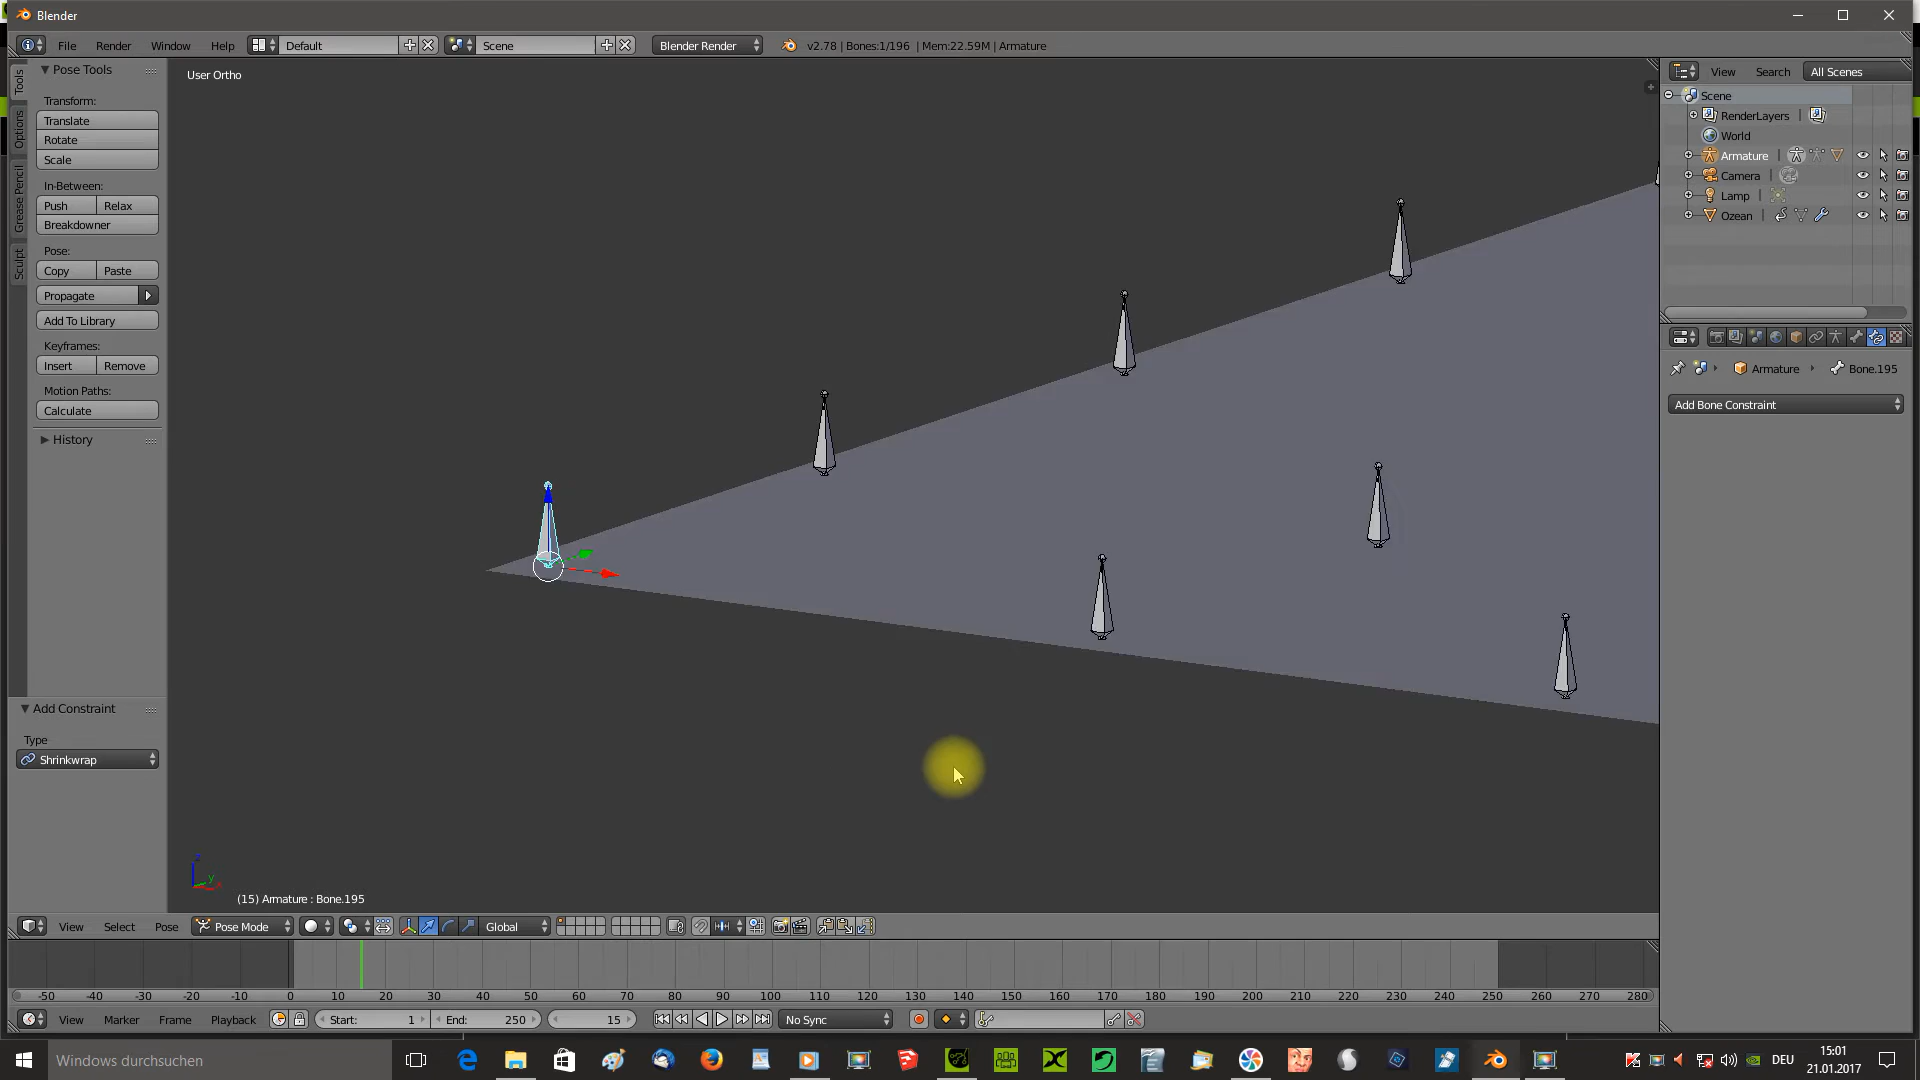 Blender
File Render Window Help Default Scene Blender Render v2.78 | Bones:1/196 | Mem:22.59M | Armature
Tools
Options
Grease Pencil
Sculpt
Pose Tools
Transform:
Translate
Rotate
Scale
In-Between:
Push Relax
Breakdowner
Pose:
Copy Paste
Propagate
Add To Library
Keyframes:
Insert Remove
Motion Paths:
Calculate
History
Add Constraint
Type
Shrinkwrap
User Ortho
z
y
x
(15) Armature : Bone.195
View Search All Scenes
Scene
RenderLayers
World
Armature
Camera
Lamp
Ozean
Armature Bone.195
Add Bone Constraint
View Select Pose Pose Mode Global
-50 -40 -30 -20 -10 0 10 20 30 40 50 60 70 80 90 100 110 120 130 140 150 160 170 180 190 200 210 220 230 240 250 260 270 280
View Marker Frame Playback Start: 1 End: 250 15 No Sync
Windows durchsuchen
DEU 15:01
21.01.2017